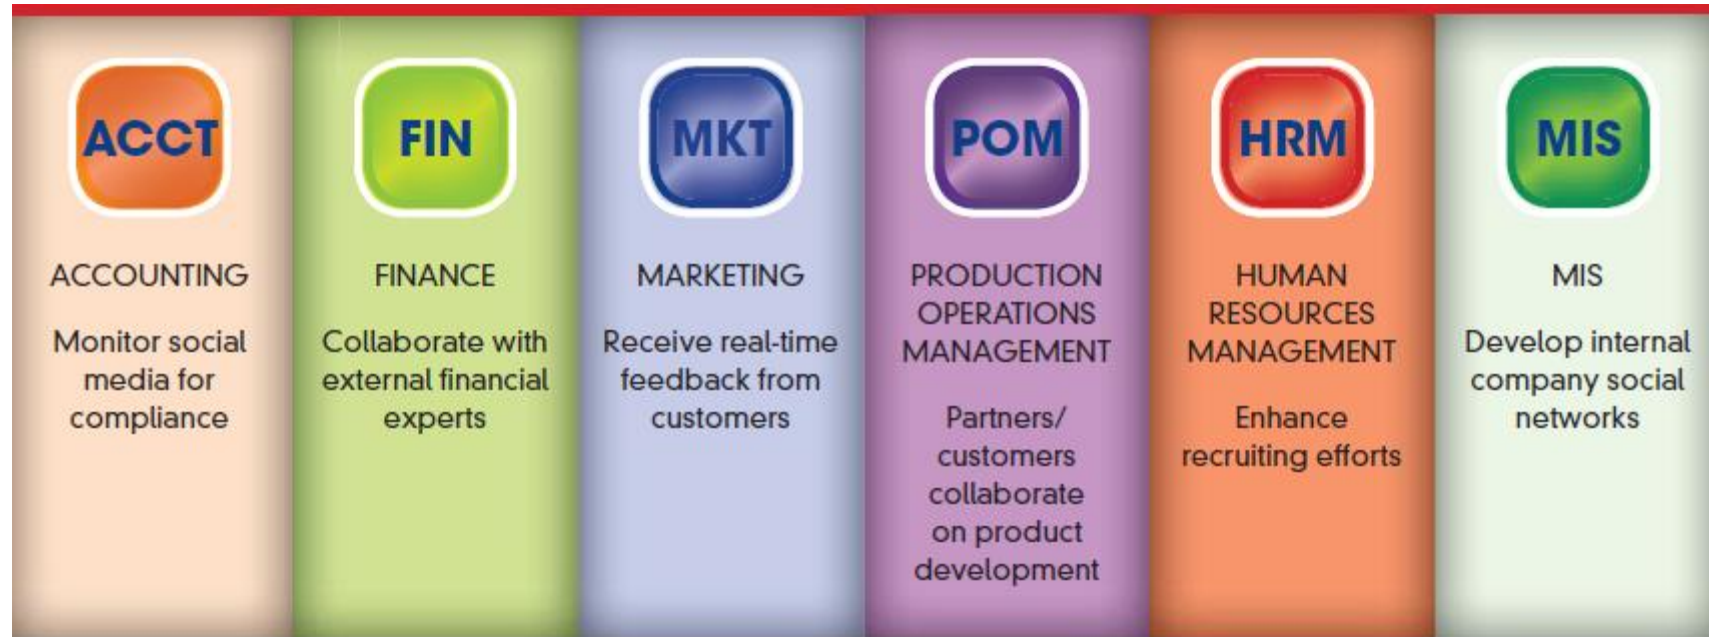 ACCT
ACCOUNTING
Monitor social
media for
compliance
FIN
FINANCE
Collaborate with
external financial
experts
MKT
MARKETING
Receive real-time
feedback from
customers
POM
PRODUCTION
OPERATIONS
MANAGEMENT
Partners/
customers
collaborate
on product
development
HRM
HUMAN
RESOURCES
MANAGEMENT
Enhance
recruiting efforts
MIS
MIS
Develop internal
company social
networks